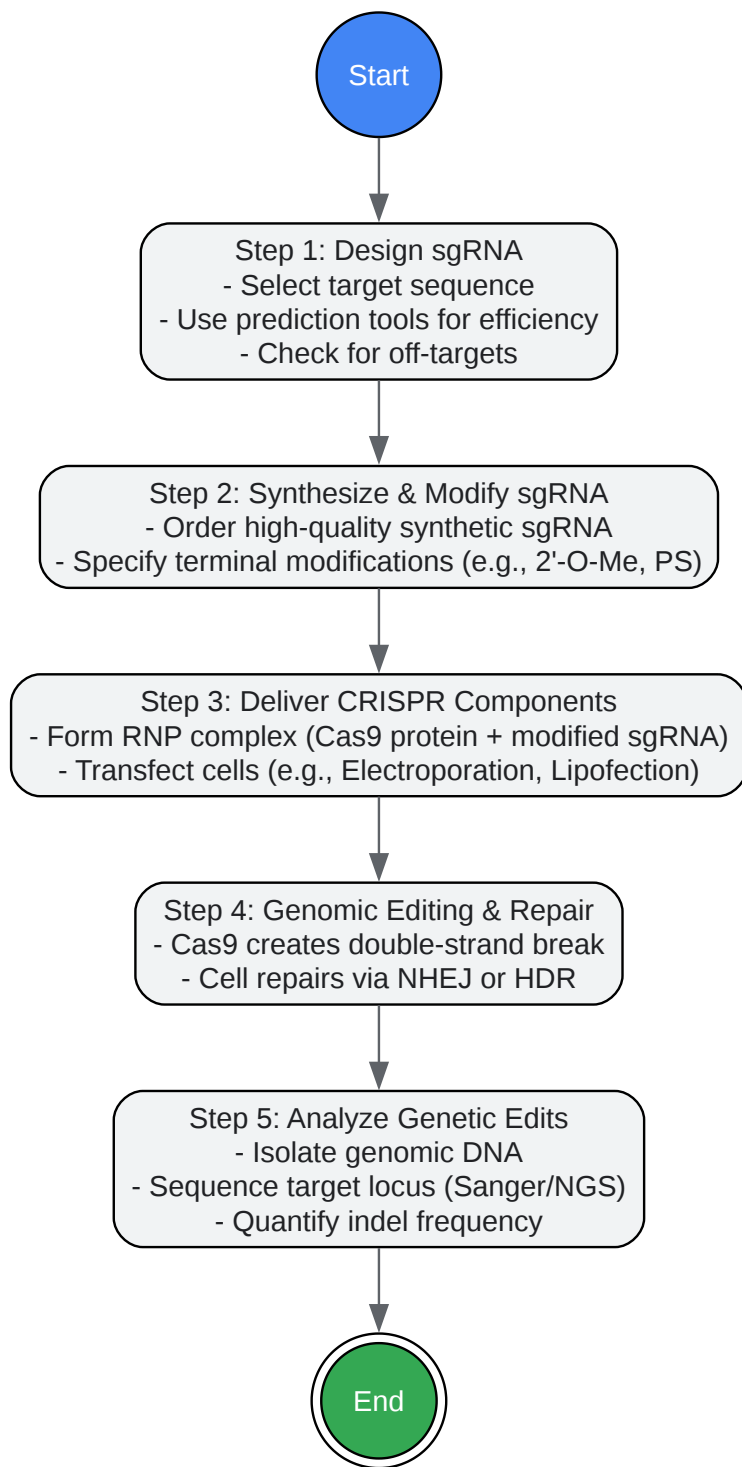 Start
Step 1: Design sgRNA
- Select target sequence
- Use prediction tools for efficiency
- Check for off-targets
Step 2: Synthesize & Modify sgRNA
- Order high-quality synthetic sgRNA
- Specify terminal modifications (e.g., 2'-O-Me, PS)
Step 3: Deliver CRISPR Components
- Form RNP complex (Cas9 protein + modified sgRNA)
- Transfect cells (e.g., Electroporation, Lipofection)
Step 4: Genomic Editing & Repair
- Cas9 creates double-strand break
- Cell repairs via NHEJ or HDR
Step 5: Analyze Genetic Edits
- Isolate genomic DNA
- Sequence target locus (Sanger/NGS)
- Quantify indel frequency
End